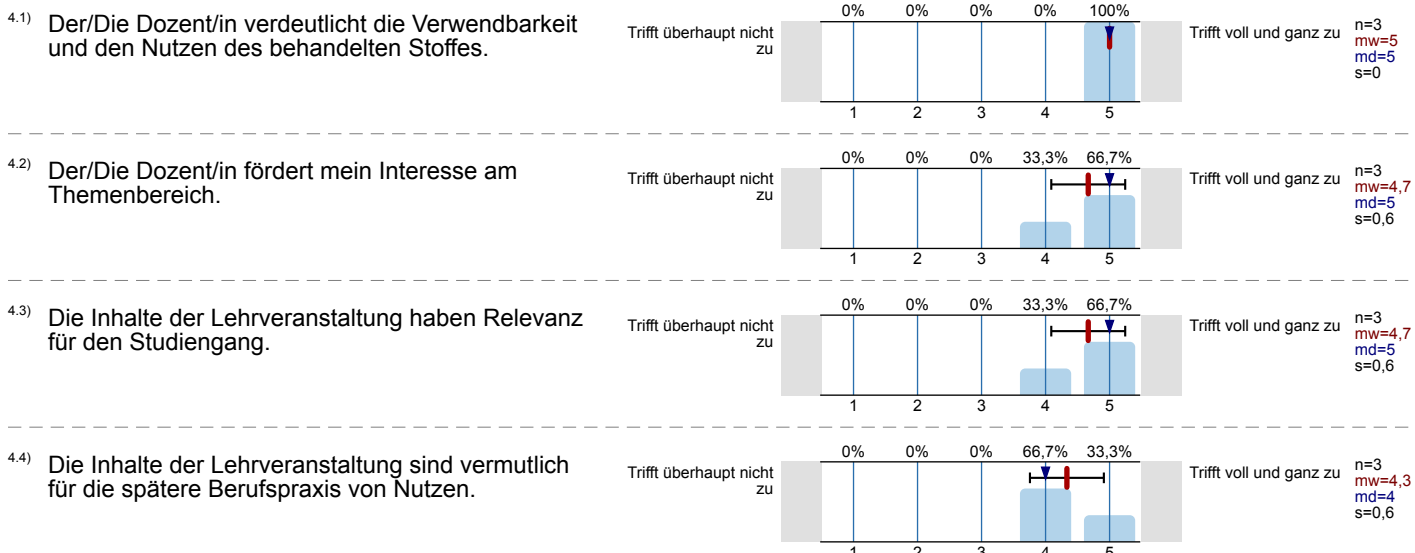 4.1) Der/Die Dozent/in verdeutlicht die Verwendbarkeit
und den Nutzen des behandelten Stoffes.
Trifft überhaupt nicht
zu
0% 0% 0% 0% 100%
1 2 3 4 5
Trifft voll und ganz zu
n=3
mw=5
md=5
s=0
4.2) Der/Die Dozent/in fördert mein Interesse am
Themenbereich.
Trifft überhaupt nicht
zu
0% 0% 0% 33,3% 66,7%
1 2 3 4 5
Trifft voll und ganz zu
n=3
mw=4,7
md=5
s=0,6
4.3) Die Inhalte der Lehrveranstaltung haben Relevanz
für den Studiengang.
Trifft überhaupt nicht
zu
0% 0% 0% 33,3% 66,7%
1 2 3 4 5
Trifft voll und ganz zu
n=3
mw=4,7
md=5
s=0,6
4.4) Die Inhalte der Lehrveranstaltung sind vermutlich
für die spätere Berufspraxis von Nutzen.
Trifft überhaupt nicht
zu
0% 0% 0% 66,7% 33,3%
1 2 3 4 5
Trifft voll und ganz zu
n=3
mw=4,3
md=4
s=0,6